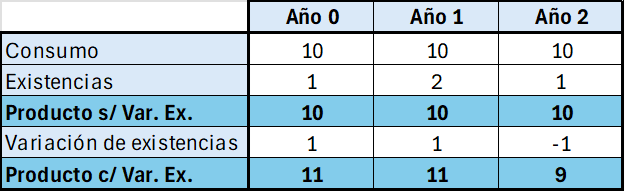 Año 0 Año 1 Año 2
Consumo 10 10 10
Existencias 1 2 1
Producto s/ Var. Ex. 10 10 10
Variación de existencias 1 1 -1
Producto c/ Var. Ex. 11 11 9